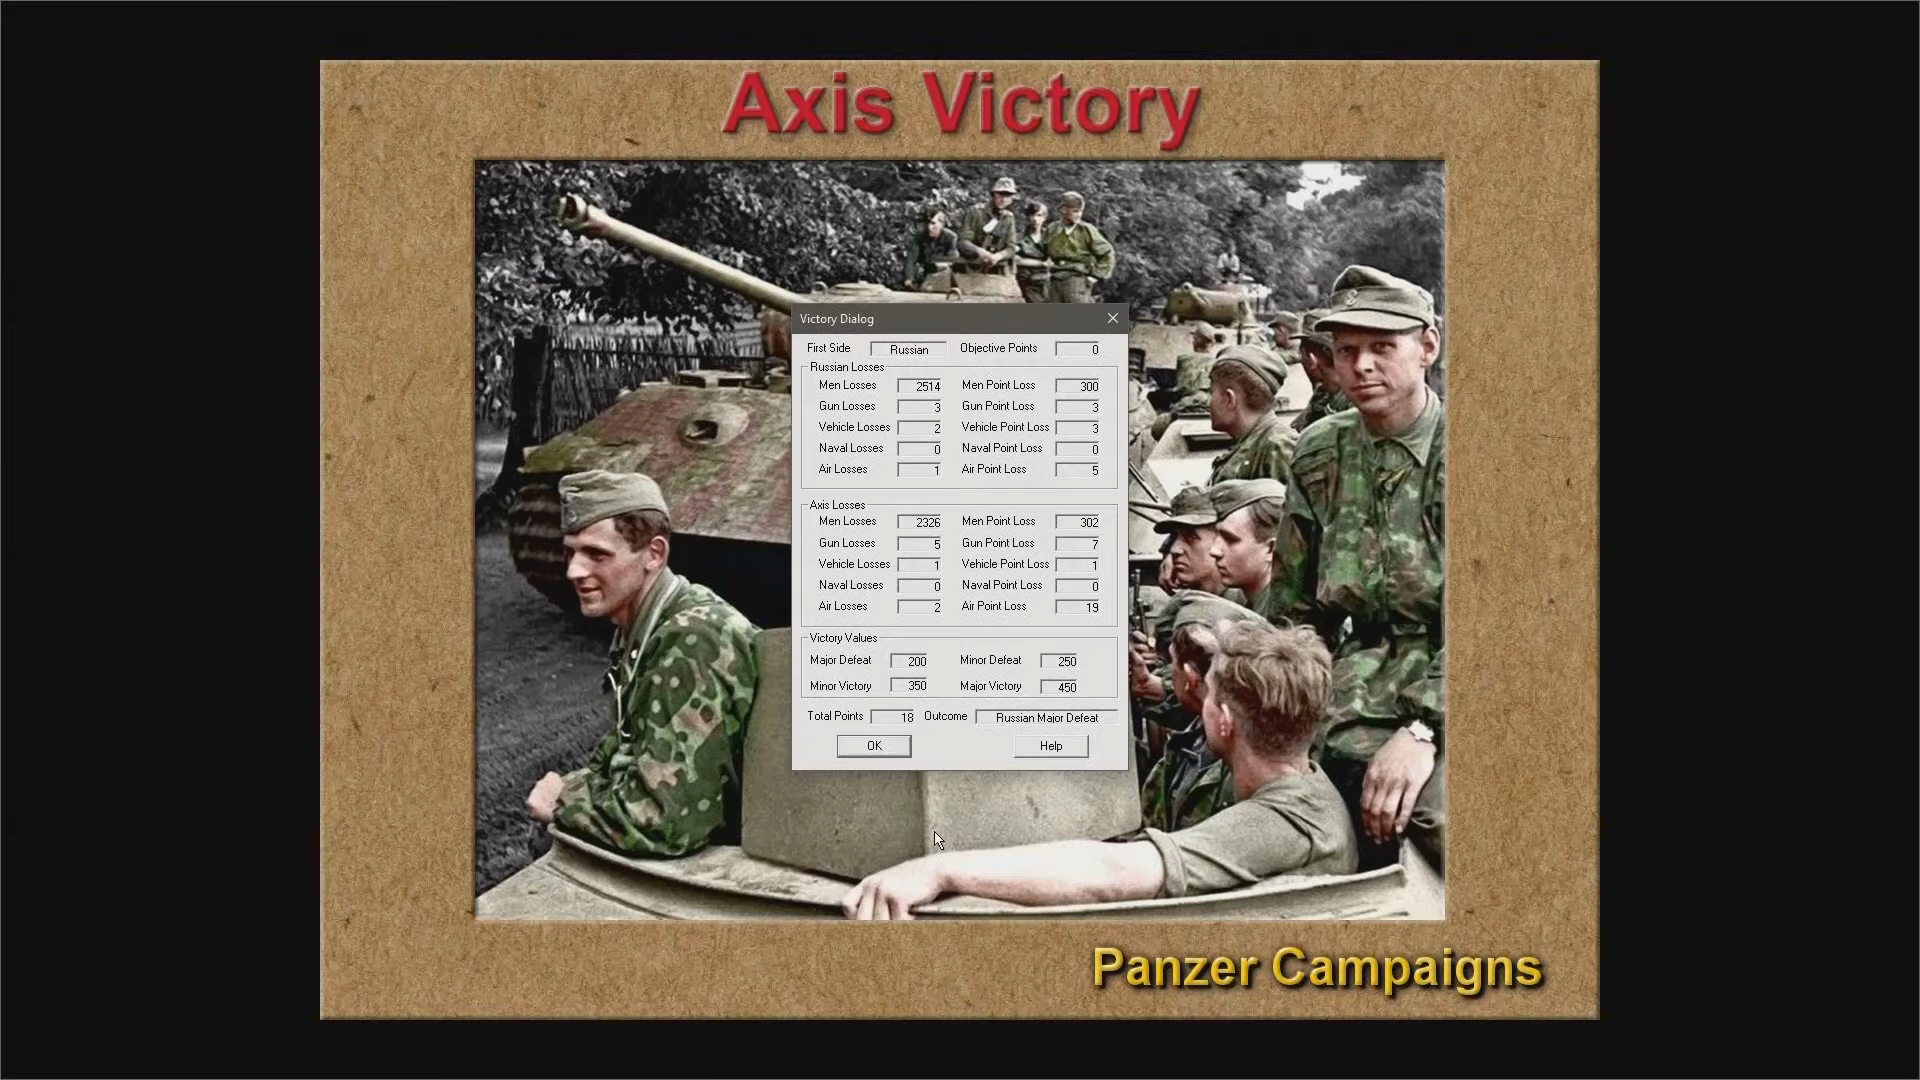 Axis Victory
Victory Dialog
First Side Russian Objective Points 0
Russian Losses
Men Losses 2514 Men Point Loss 300
Gun Losses 3 Gun Point Loss 3
Vehicle Losses 2 Vehicle Point Loss 3
Naval Losses 0 Naval Point Loss 0
Air Losses 1 Air Point Loss 5
Axis Losses
Men Losses 2326 Men Point Loss 302
Gun Losses 5 Gun Point Loss 7
Vehicle Losses 1 Vehicle Point Loss 1
Naval Losses 0 Naval Point Loss 0
Air Losses 2 Air Point Loss 19
Victory Values
Major Defeat 200 Minor Defeat 250
Minor Victory 350 Major Victory 450
Total Points 18 Outcome Russian Major Defeat
OK Help
Panzer Campaigns